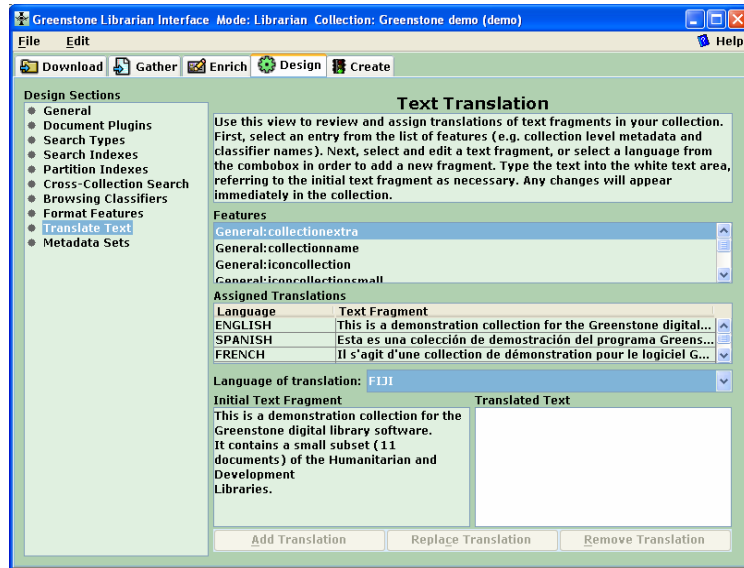 Greenstone Librarian Interface  Mode: Librarian  Collection: Greenstone demo (demo)
File Edit Help
Download Gather Enrich Design Create
Design Sections
General
Document Plugins
Search Types
Search Indexes
Partition Indexes
Cross-Collection Search
Browsing Classifiers
Format Features
Translate Text
Metadata Sets
Text Translation
Use this view to review and assign translations of text fragments in your collection.
First, select an entry from the list of features (e.g. collection level metadata and
classifier names). Next, select and edit a text fragment, or select a language from
the combobox in order to add a new fragment. Type the text into the white text area,
referring to the initial text fragment as necessary. Any changes will appear
immediately in the collection.
Features
General:collectionextra
General:collectionname
General:iconcollection
General:iconcollectionsmall
Assigned Translations
Language Text Fragment
ENGLISH This is a demonstration collection for the Greenstone digital...
SPANISH Esta es una colección de demostración del programa Greens...
FRENCH Il s'agit d'une collection de démonstration pour le logiciel G...
Language of translation: FIJI
Initial Text Fragment
This is a demonstration collection for the
Greenstone digital library software.
It contains a small subset (11
documents) of the Humanitarian and
Development
Libraries.
Translated Text
Add Translation Replace Translation Remove Translation